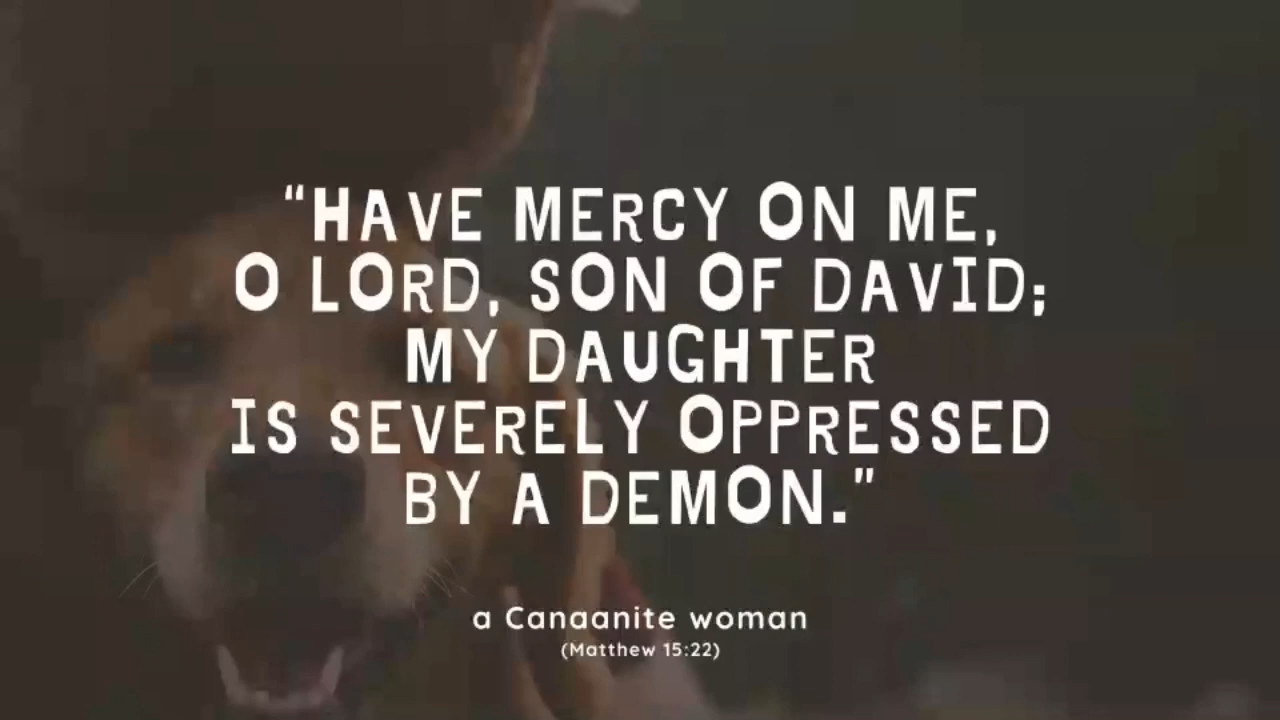 “HAVE MERCY ON ME,
O LORD, SON OF DAVID;
MY DAUGHTER
IS SEVERELY OPPRESSED
BY A DEMON.”
a Canaanite woman
(Matthew 15:22)